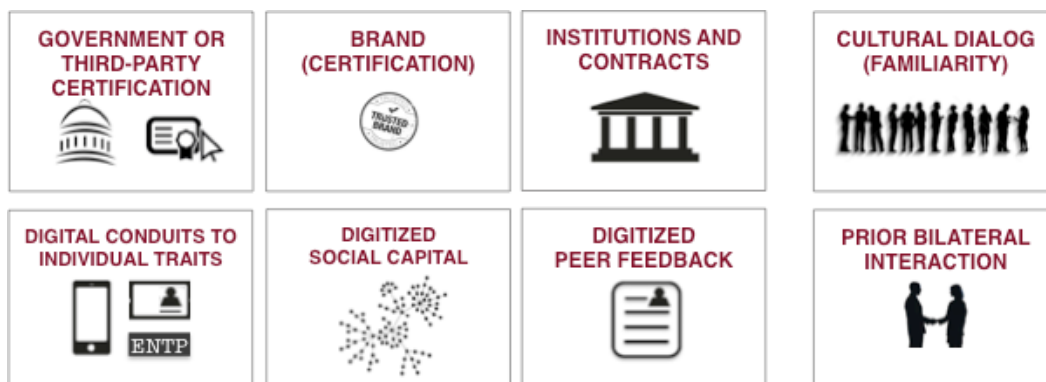 GOVERNMENT OR
THIRD-PARTY
CERTIFICATION
BRAND
(CERTIFICATION)
TRUSTED
BRAND
INSTITUTIONS AND
CONTRACTS
CULTURAL DIALOG
(FAMILIARITY)
DIGITAL CONDUITS TO
INDIVIDUAL TRAITS
ENTP
DIGITIZED
SOCIAL CAPITAL
DIGITIZED
PEER FEEDBACK
PRIOR BILATERAL
INTERACTION